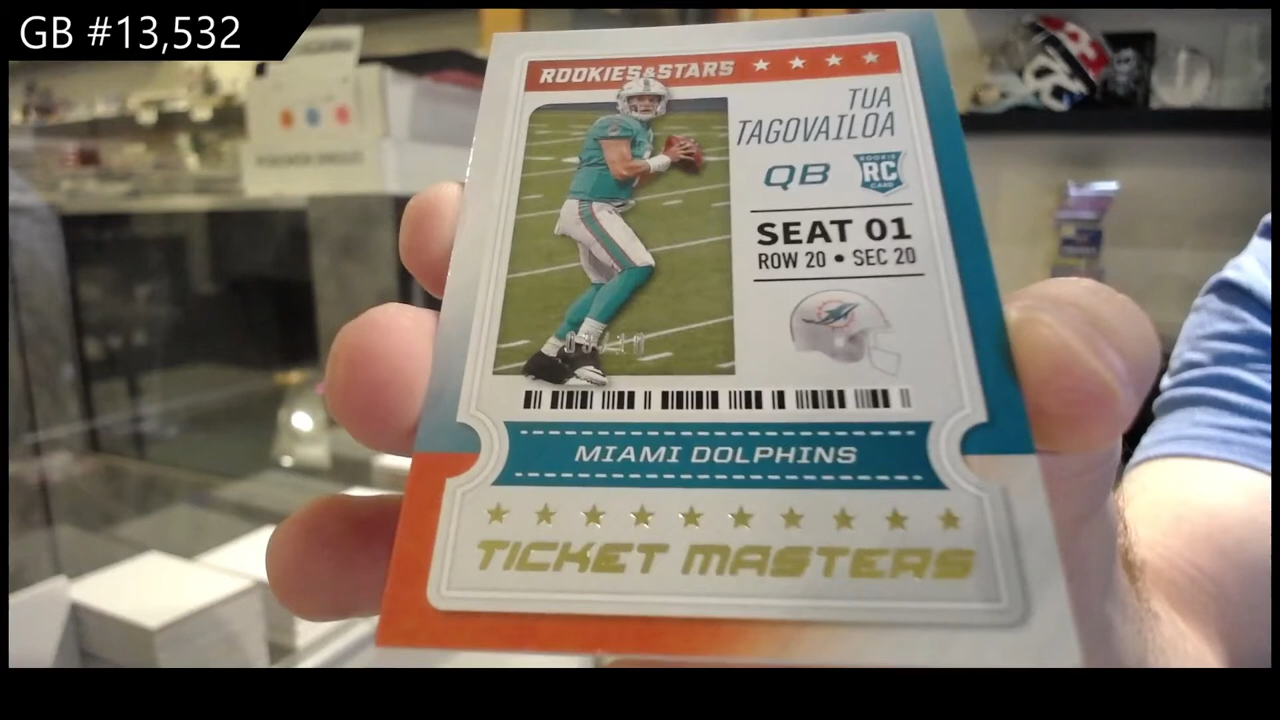 GB #13,532
ROOKIES&STARS
TUA
TAGOVAILOA
QB
ROOKIE
RC
CARD
SEAT 01
ROW 20 • SEC 20
MIAMI DOLPHINS
TICKET MASTERS